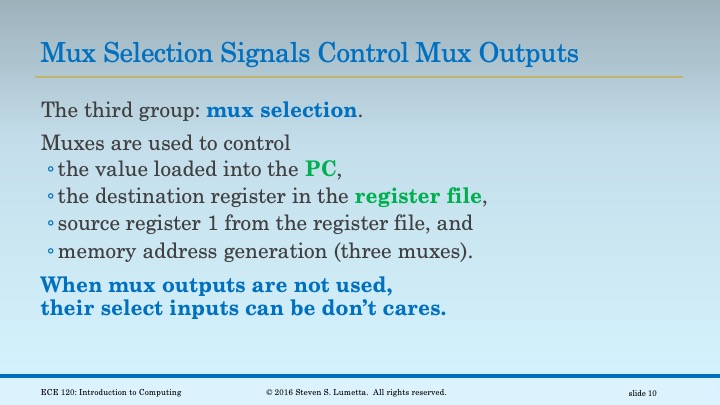 Mux Selection Signals Control Mux Outputs
The third group: mux selection.
Muxes are used to control
◦the value loaded into the PC,
◦the destination register in the register file,
◦source register 1 from the register file, and
◦memory address generation (three muxes).
When mux outputs are not used,
their select inputs can be don’t cares.
ECE 120: Introduction to Computing © 2016 Steven S. Lumetta. All rights reserved. slide 10